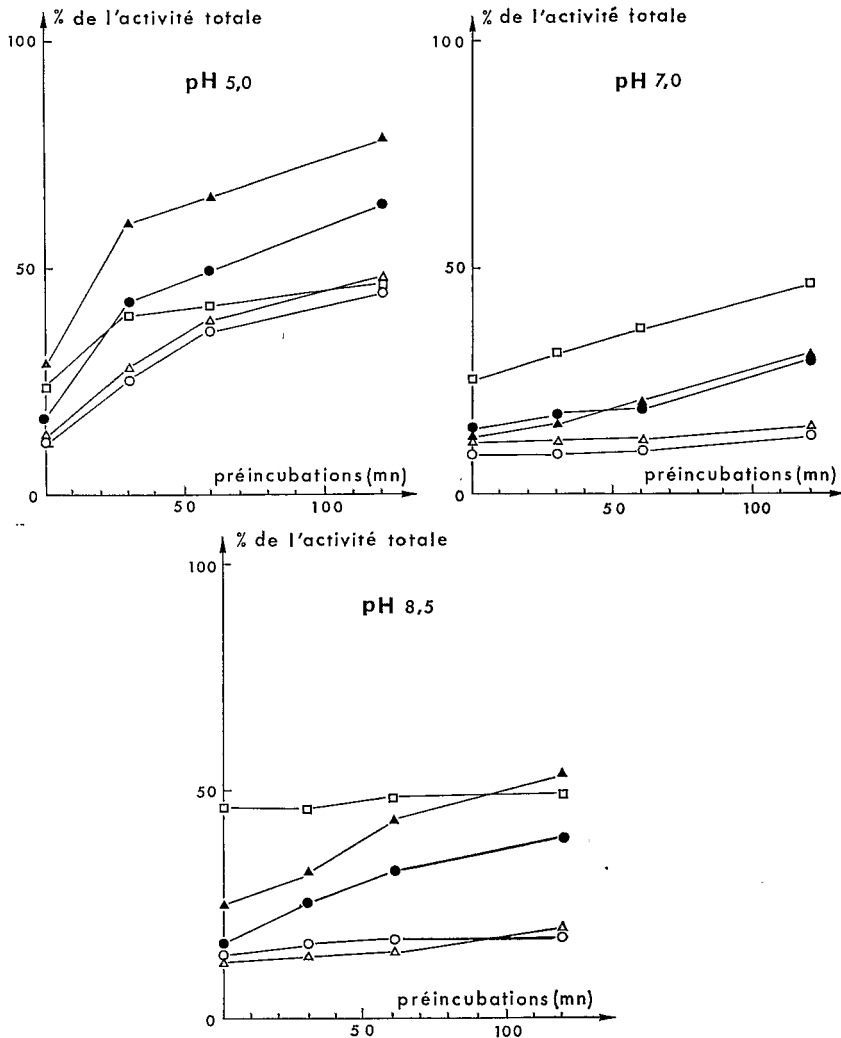 % de l'activité totale
100
pH 5,0
50
0
préincubations (mn)
50
100
% de l'activité totale
100
pH 7,0
50
0
préincubations (mn)
50
100
% de l'activité totale
100
pH 8,5
50
0
préincubations (mn)
50
100